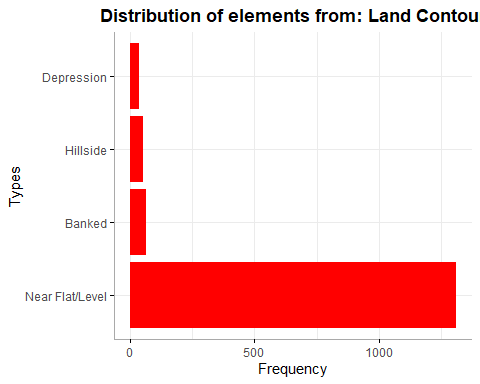 Distribution of elements from: Land Contou
Depression
Hillside
Banked
Near Flat/Level
Types
0
500
1000
Frequency